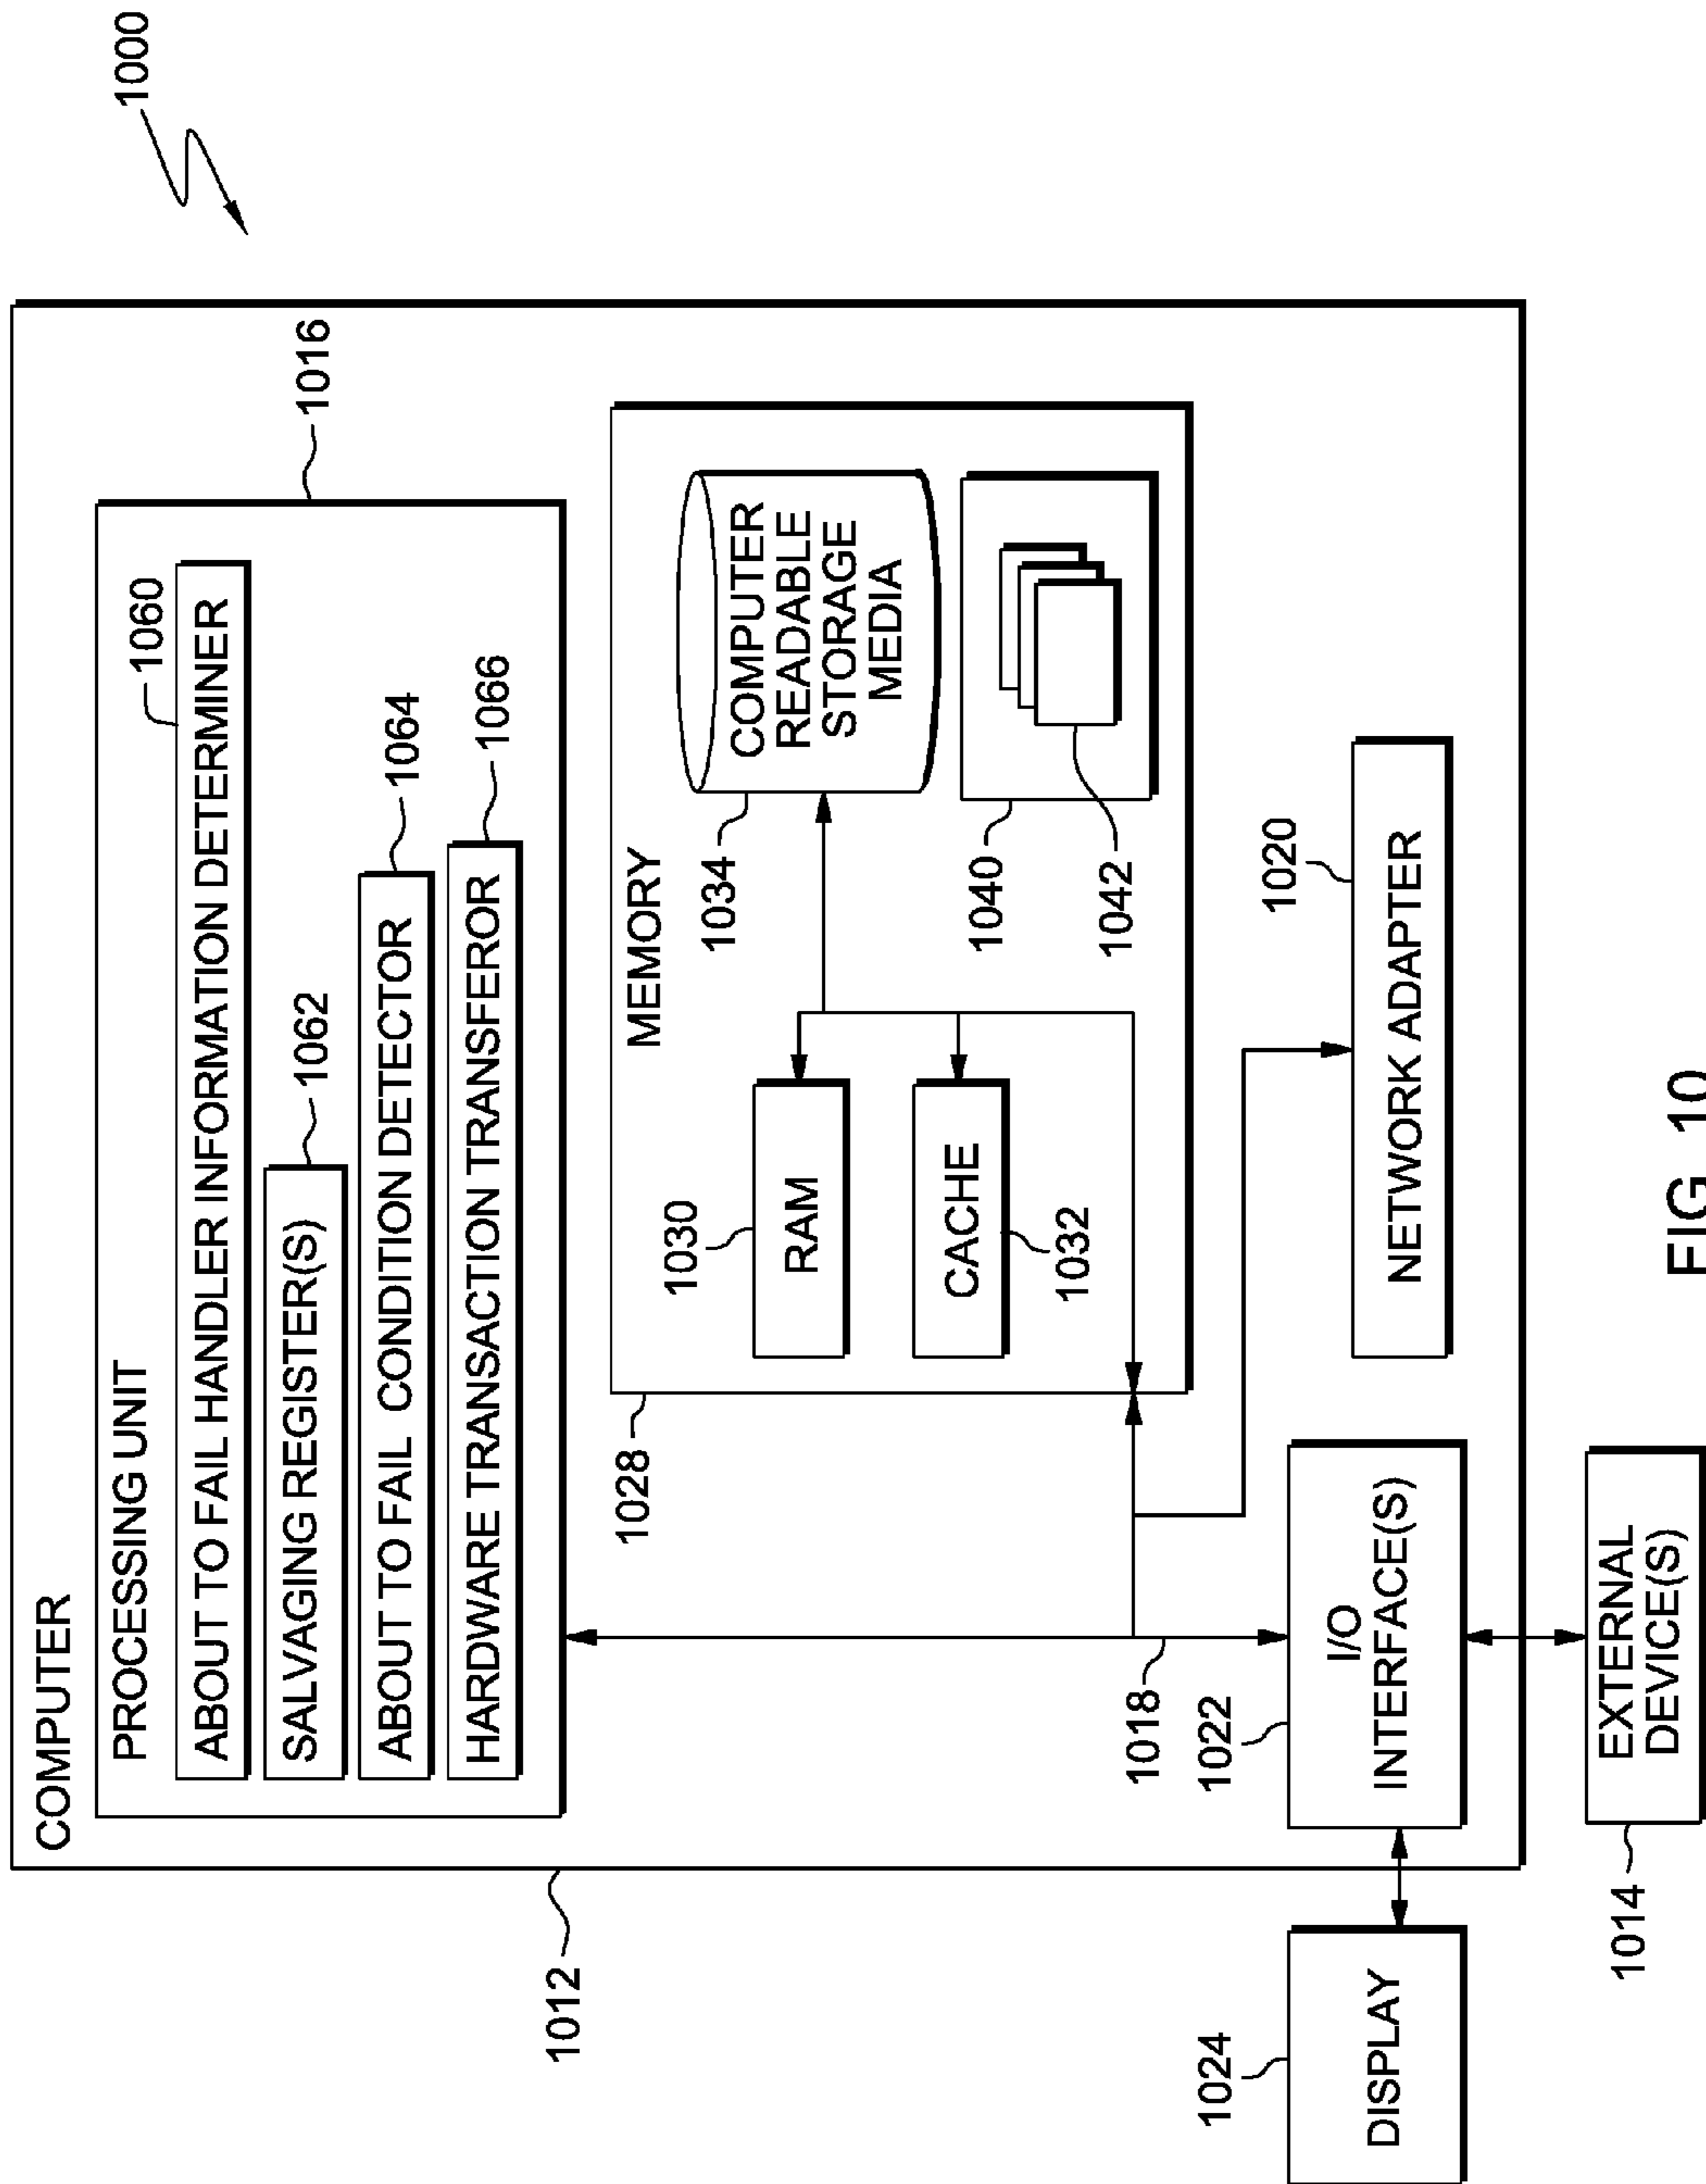 1000
COMPUTER
1012
PROCESSING UNIT
1016
1060
ABOUT TO FAIL HANDLER INFORMATION DETERMINER
SALVAGING REGISTER(S)
1062
ABOUT TO FAIL CONDITION DETECTOR
1064
HARDWARE TRANSACTION TRANSFEROR
1066
1028
MEMORY
1030
RAM
CACHE
1032
1034
COMPUTER
READABLE
STORAGE
MEDIA
1040
1042
1018
1022
I/O
INTERFACE(S)
1020
NETWORK ADAPTER
1024
DISPLAY
1014
EXTERNAL
DEVICE(S)
FIG. 10